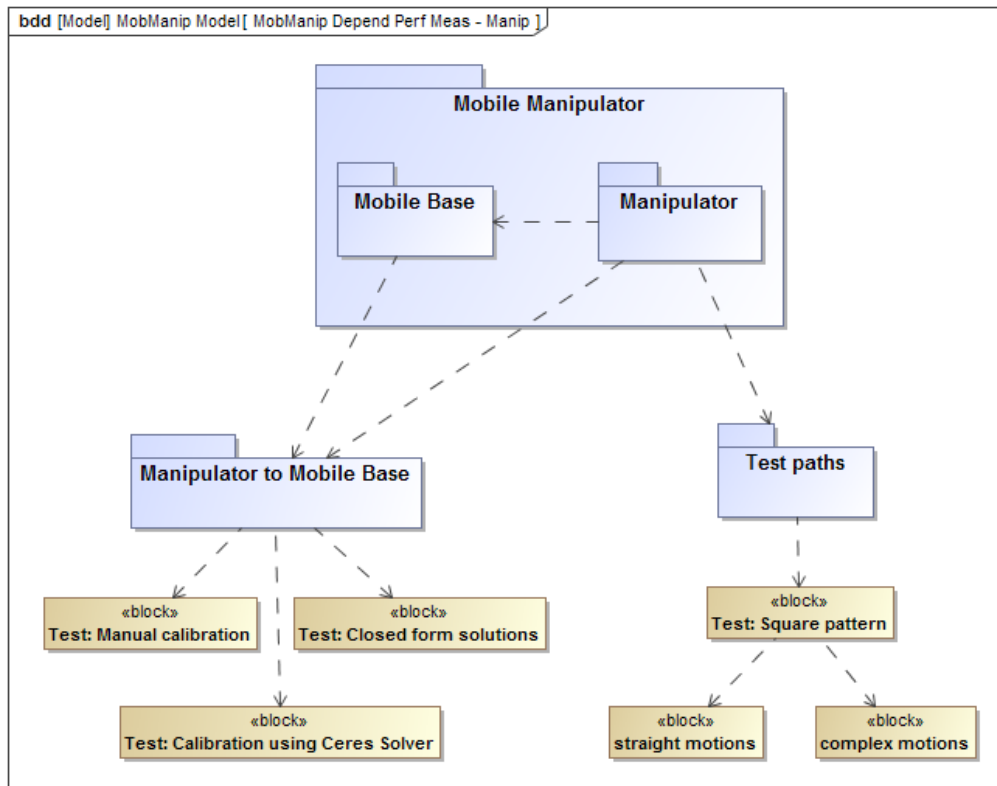 bdd [Model] MobManip Model[ MobManip Depend Perf Meas - Manip ]
Mobile Manipulator
Mobile Base
Manipulator
Manipulator to Mobile Base
Test paths
«block»
Test: Manual calibration
«block»
Test: Closed form solutions
«block»
Test: Square pattern
«block»
Test: Calibration using Ceres Solver
«block»
straight motions
«block»
complex motions